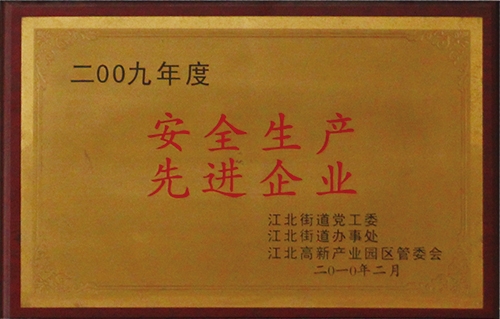 二00九年度
安全生产
先进企业
江北街道党工委
江北街道办事处
江北高新产业园区管委会
二0一0年二月